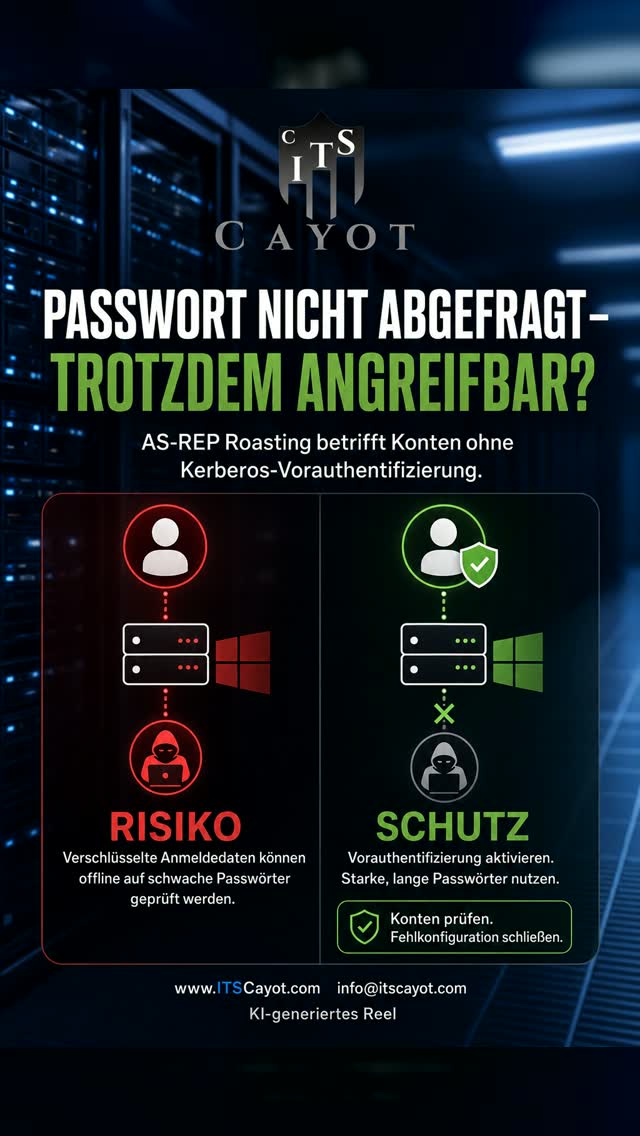 C ITS
CAYOT
PASSWORT NICHT ABGEFRAGT–
TROTZDEM ANGREIFBAR?
AS-REP Roasting betrifft Konten ohne
Kerberos-Vorauthentifizierung.
RISIKO
Verschlüsselte Anmeldedaten können
offline auf schwache Passwörter
geprüft werden.
SCHUTZ
Vorauthentifizierung aktivieren.
Starke, lange Passwörter nutzen.
Konten prüfen.
Fehlkonfiguration schließen.
www.ITSCayot.com info@itscayot.com
KI-generiertes Reel